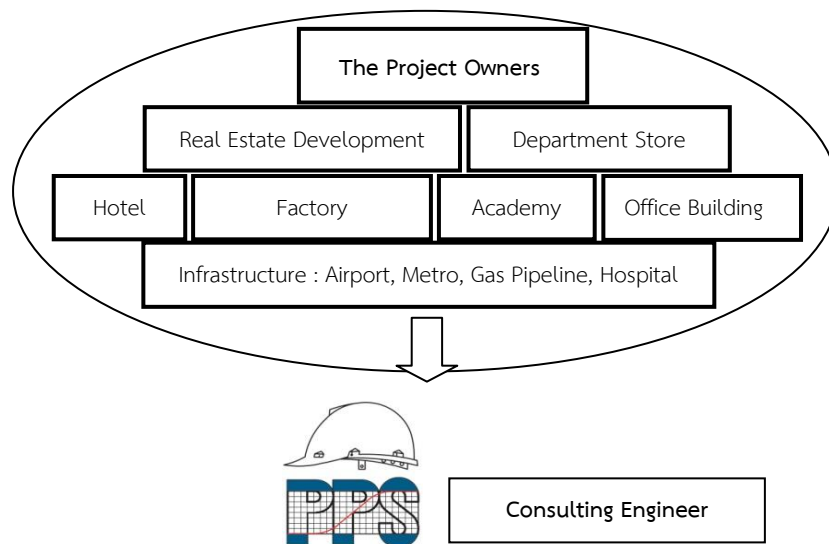 The Project Owners
Real Estate Development Department Store
Hotel Factory Academy Office Building
Infrastructure : Airport, Metro, Gas Pipeline, Hospital
PPS Consulting Engineer